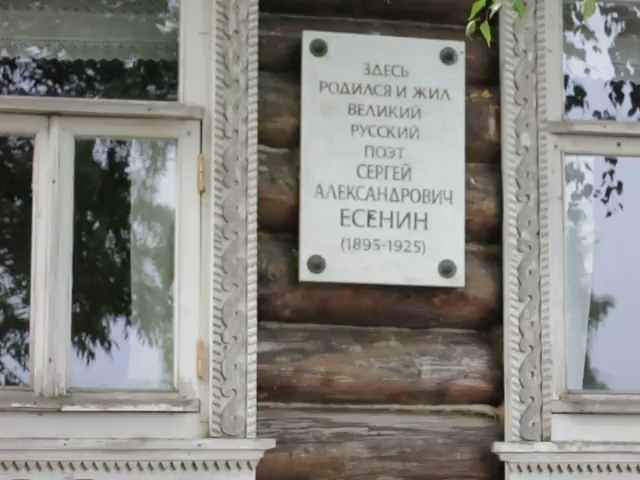 ЗДЕСЬ
РОДИЛСЯ И ЖИЛ
ВЕЛИКИЙ
РУССКИЙ
ПОЭТ
СЕРГЕЙ
АЛЕКСАНДРОВИЧ
ЕСЕНИН
(1895-1925)